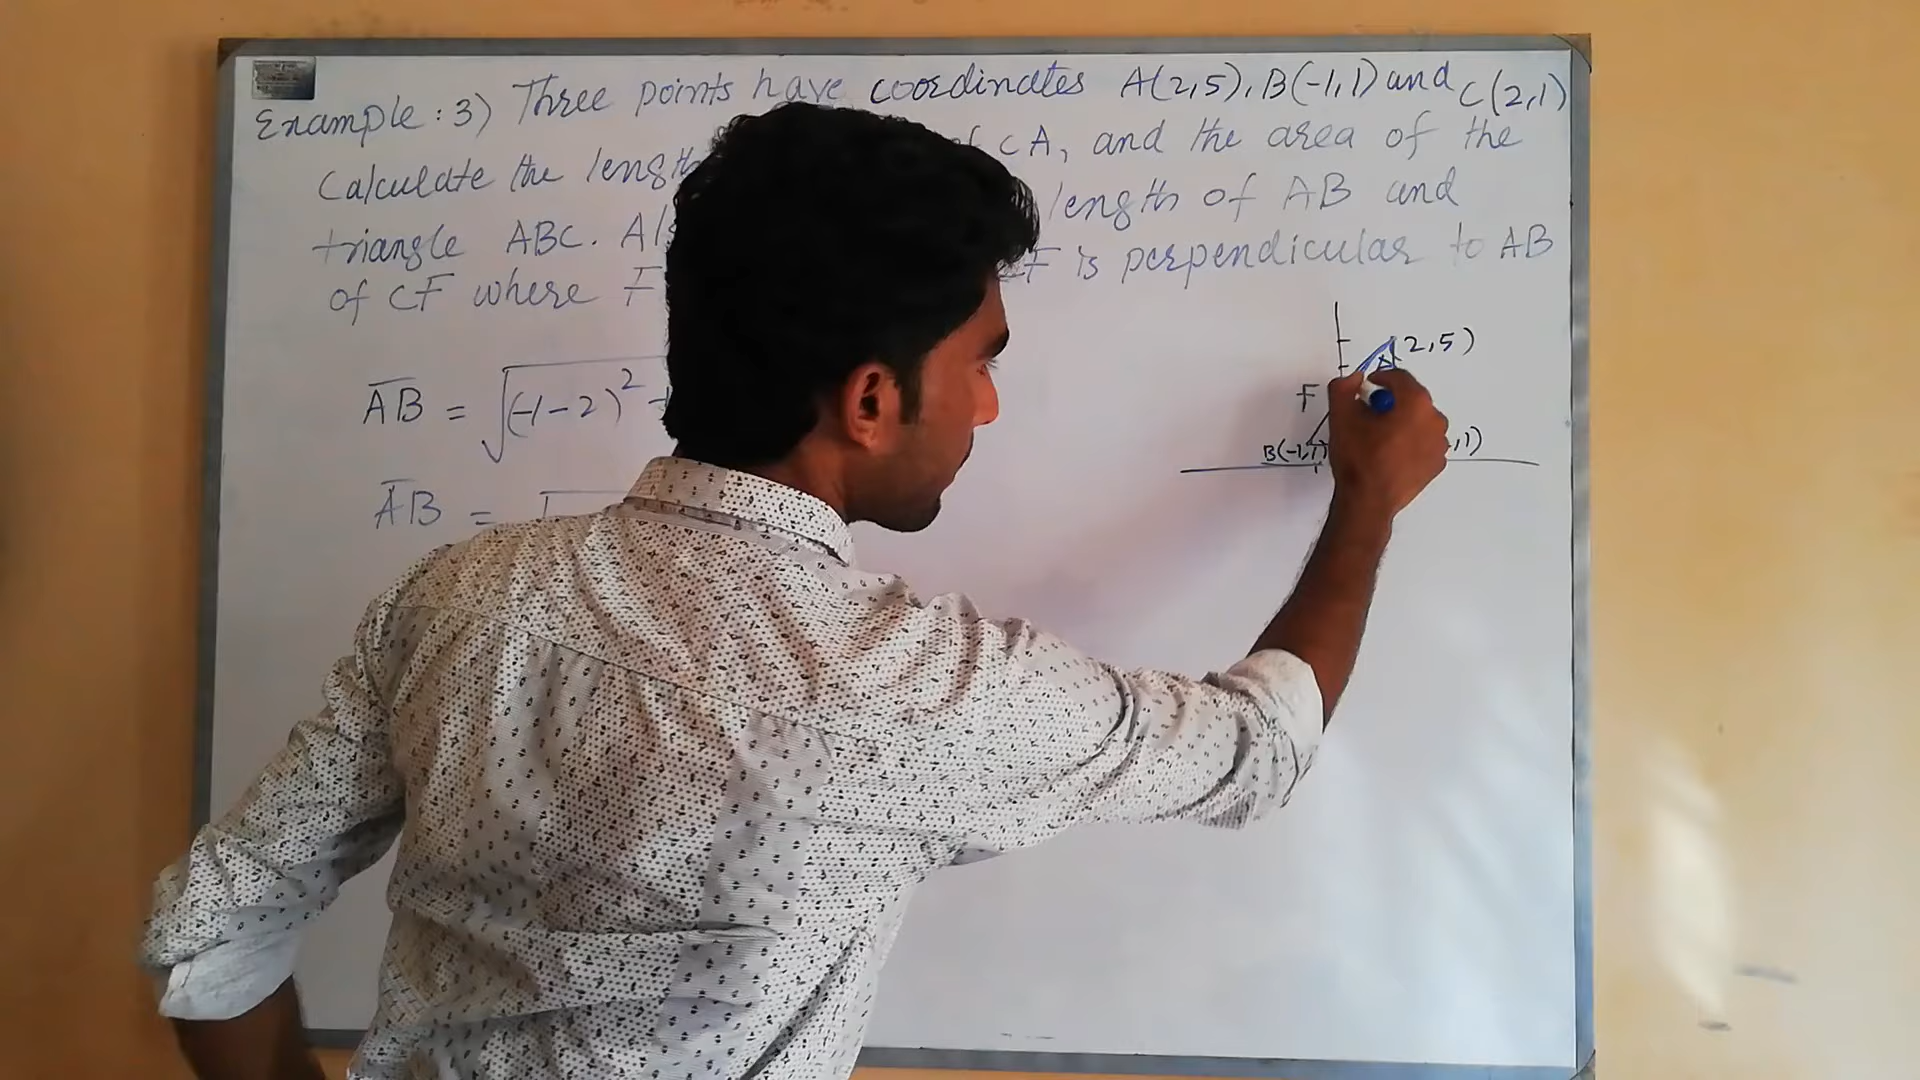 Example: 3) Three points have coordinates A(2,5), B(-1,1) and C(2,1)
Calculate the length of CA, and the area of the
triangle ABC. length of AB and
of CF where F CF is perpendicular to AB
AB = √(-1-2)² +
AB = √
(2,5)
A
F
B(-1,1)
,1)